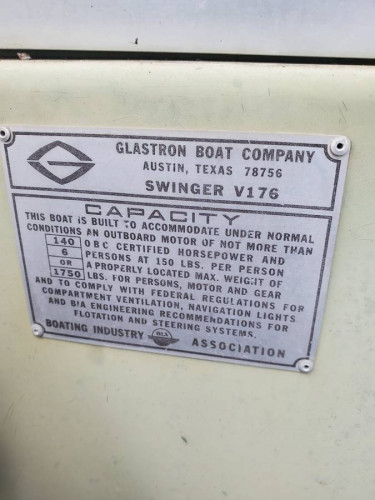 GLASTRON BOAT COMPANY
AUSTIN, TEXAS 78756
SWINGER V176
CAPACITY
THIS BOAT IS BUILT TO ACCOMMODATE UNDER NORMAL
CONDITIONS AN OUTBOARD MOTOR OF NOT MORE THAN
140 OBC CERTIFIED HORSEPOWER AND
6 PERSONS AT 150 LBS. PER PERSON
OR A PROPERLY LOCATED MAX. WEIGHT OF
1750 LBS. FOR PERSONS, MOTOR AND GEAR
AND TO COMPLY WITH FEDERAL REGULATIONS FOR
COMPARTMENT VENTILATION, NAVIGATION LIGHTS
AND BIA ENGINEERING RECOMMENDATIONS FOR
FLOTATION AND STEERING SYSTEMS.
BOATING INDUSTRY BIA ASSOCIATION